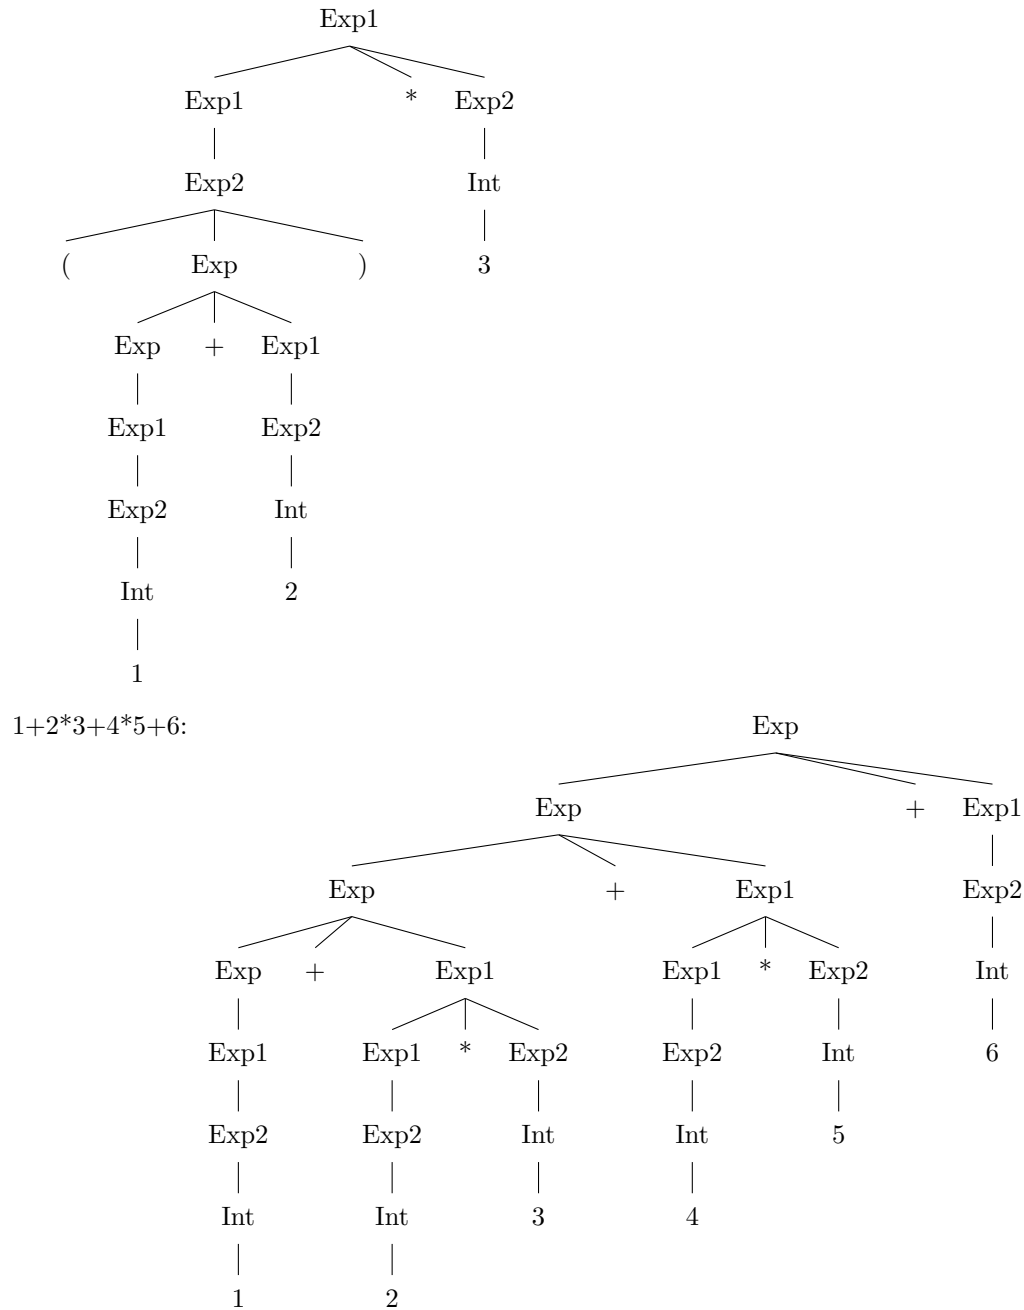 Exp1
Exp1 * Exp2
Exp2 Int
( Exp ) 3
Exp + Exp1
Exp1 Exp2
Exp2 Int
Int 2
1
1+2*3+4*5+6: Exp
Exp + Exp1
Exp + Exp1 Exp2
Exp + Exp1 Exp1 * Exp2 Int
Exp1 Exp1 * Exp2 Exp2 Int 6
Exp2 Exp2 Int Int 5
Int Int 3 4
1 2